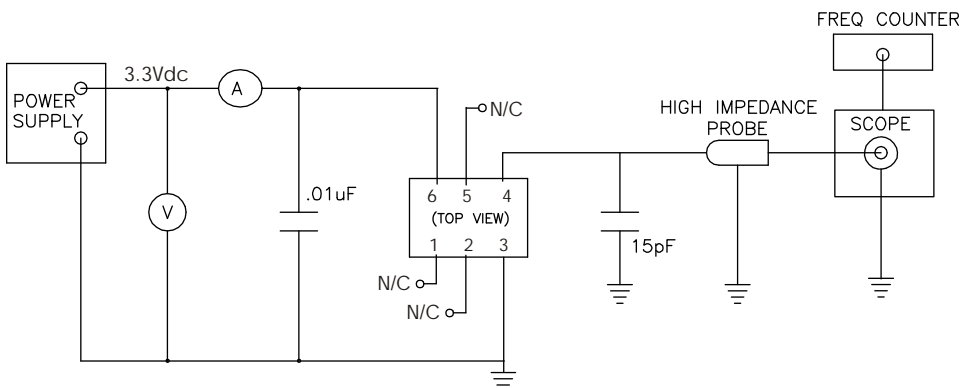 FREQ COUNTER
3.3Vdc
POWER
SUPPLY
A
N/C
HIGH IMPEDANCE
PROBE
SCOPE
V
.01uF
6 5 4
(TOP VIEW)
1 2 3
15pF
N/C
N/C